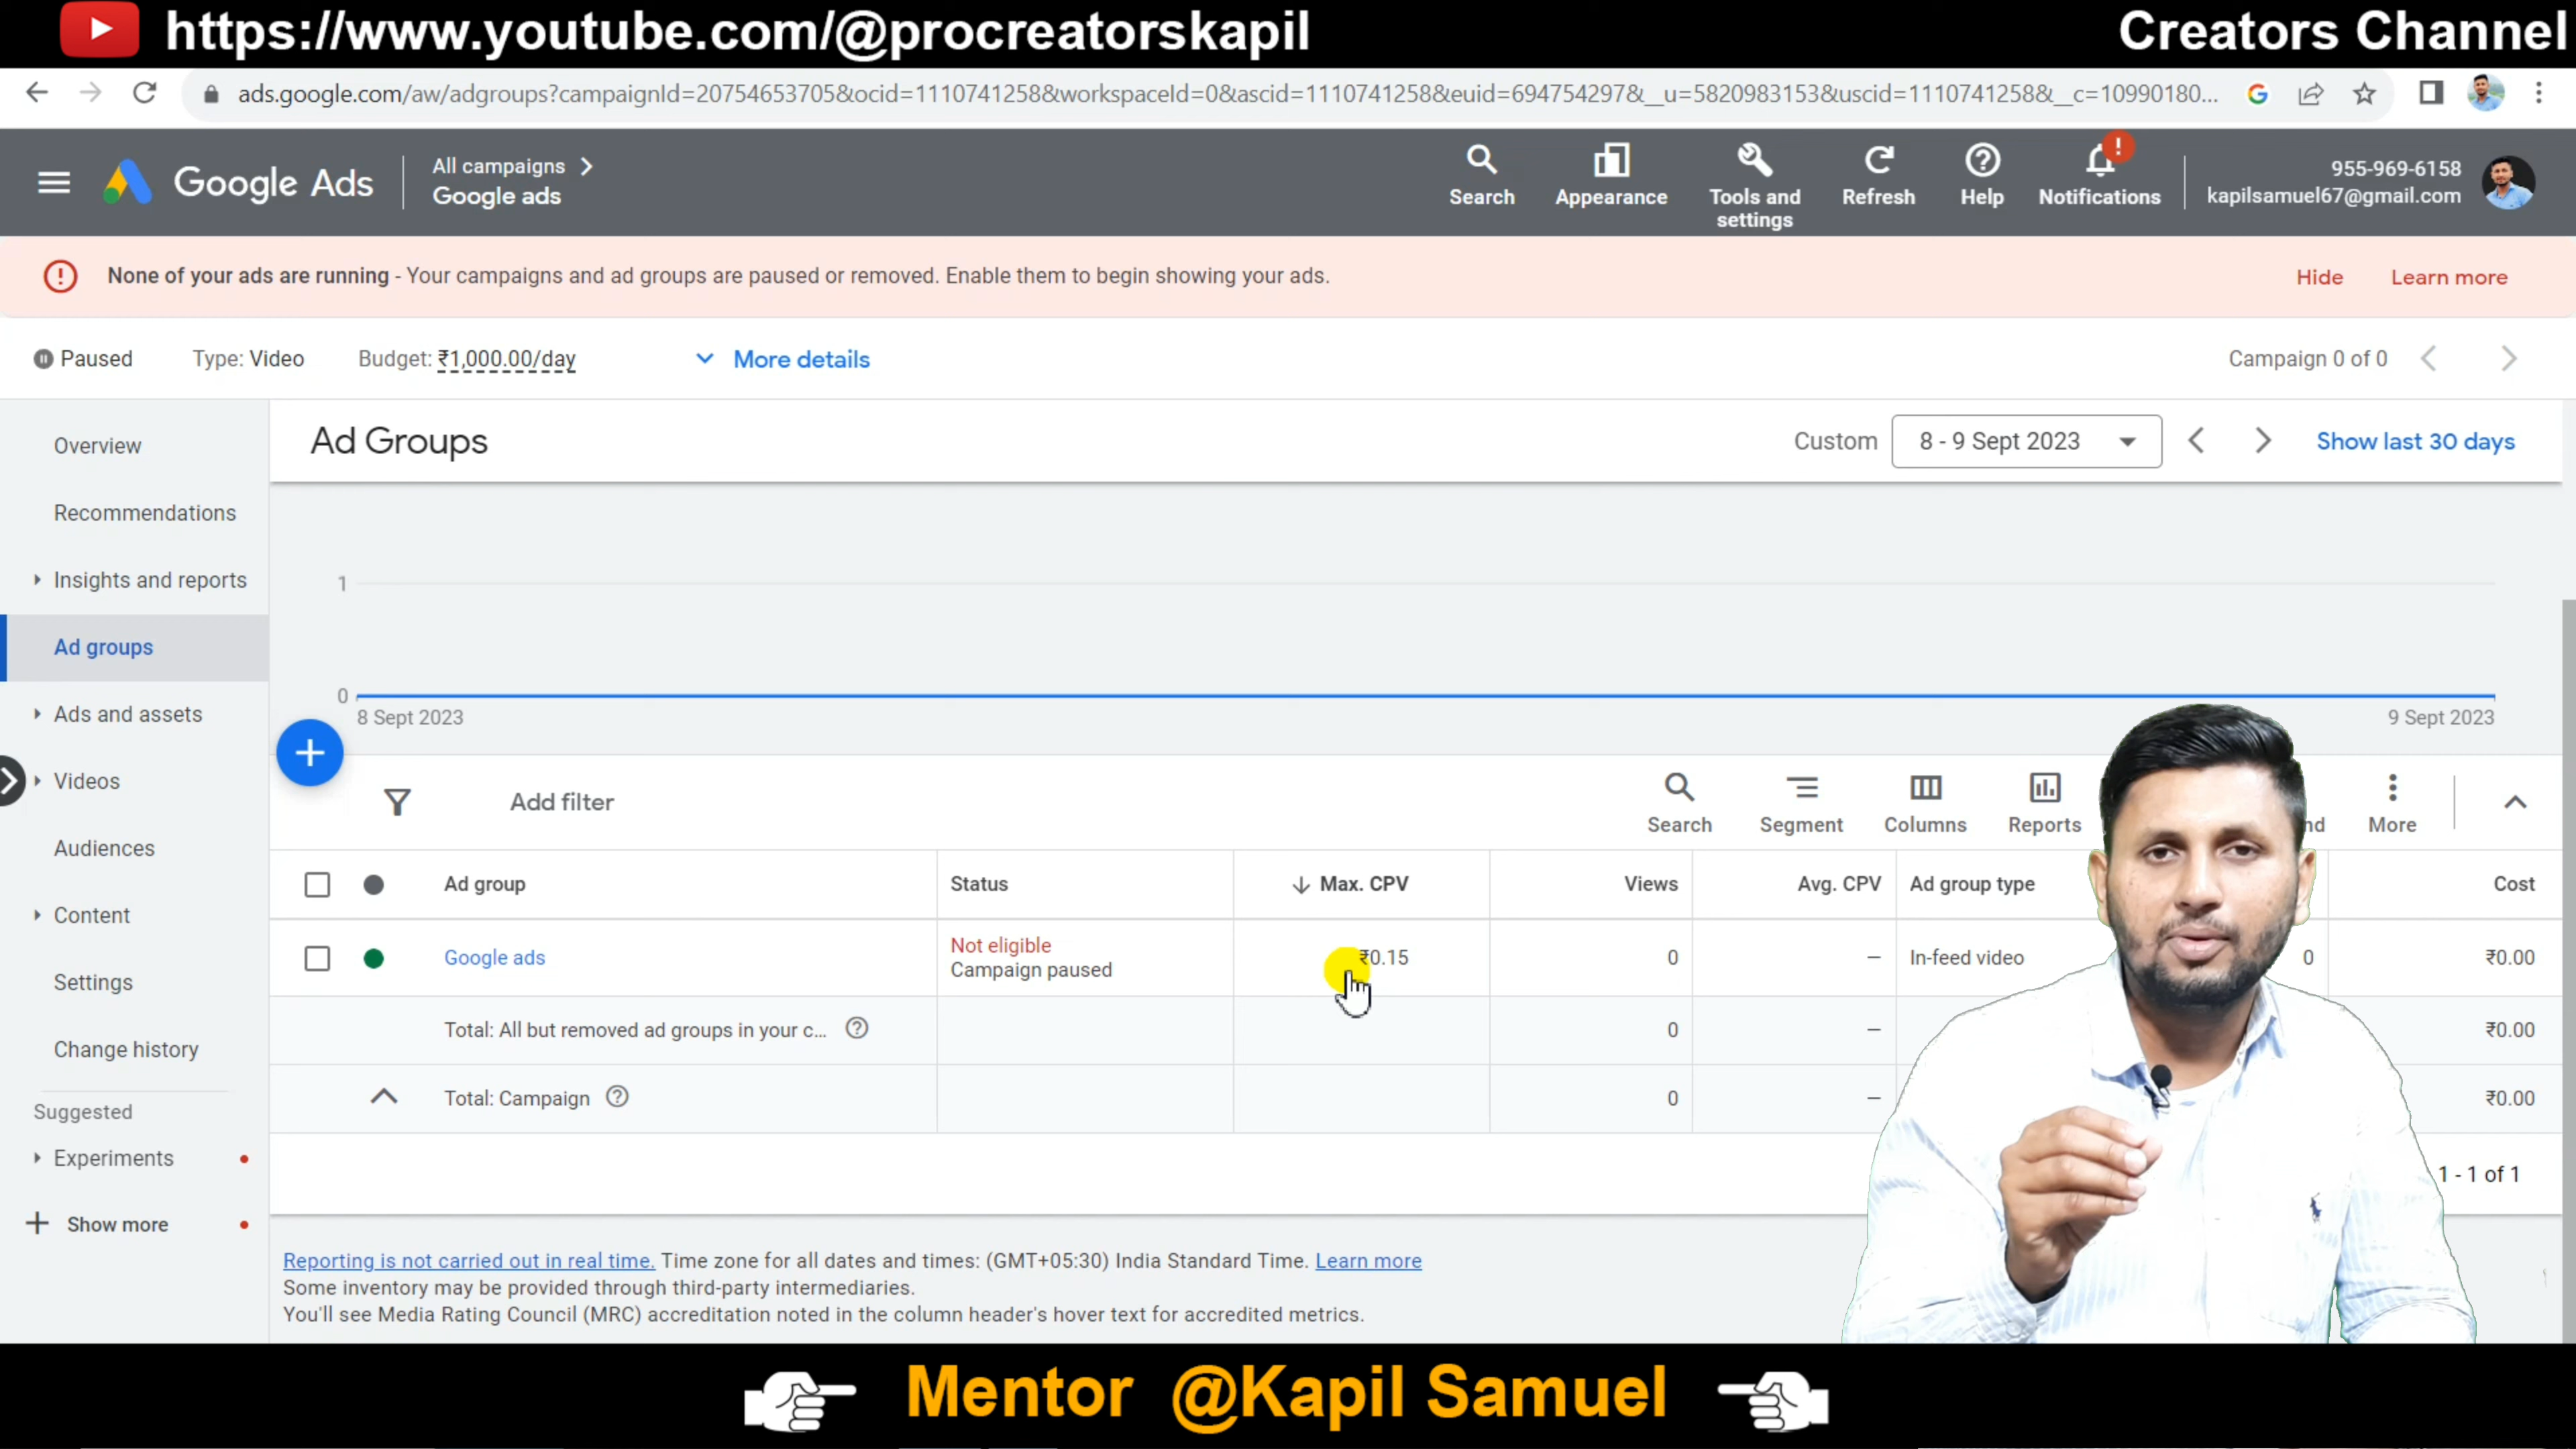 https://www.youtube.com/@procreatorskapil
Creators Channel
ads.google.com/aw/adgroups?campaignId=20754653705&ocid=1110741258&workspaceId=0&ascid=1110741258&euid=694754297&__u=5820983153&uscid=1110741258&__c=10990180...
Google Ads
All campaigns
Google ads
Search
Appearance
Tools and
settings
Refresh
Help
Notifications
955-969-6158
kapilsamuel67@gmail.com
None of your ads are running - Your campaigns and ad groups are paused or removed. Enable them to begin showing your ads.
Hide
Learn more
Paused
Type: Video
Budget: ₹1,000.00/day
More details
Campaign 0 of 0
Overview
Recommendations
Insights and reports
Ad groups
Ads and assets
Videos
Audiences
Content
Settings
Change history
Suggested
Experiments
Show more
Ad Groups
Custom
8 - 9 Sept 2023
Show last 30 days
1
0
8 Sept 2023
9 Sept 2023
Add filter
Search
Segment
Columns
Reports
nd
More
Ad group
Status
Max. CPV
Views
Avg. CPV
Ad group type
Cost
Google ads
Not eligible
Campaign paused
₹0.15
0
–
In-feed video
0
₹0.00
Total: All but removed ad groups in your c...
0
–
₹0.00
Total: Campaign
0
–
₹0.00
1 - 1 of 1
Reporting is not carried out in real time. Time zone for all dates and times: (GMT+05:30) India Standard Time. Learn more
Some inventory may be provided through third-party intermediaries.
You'll see Media Rating Council (MRC) accreditation noted in the column header's hover text for accredited metrics.
Mentor @Kapil Samuel